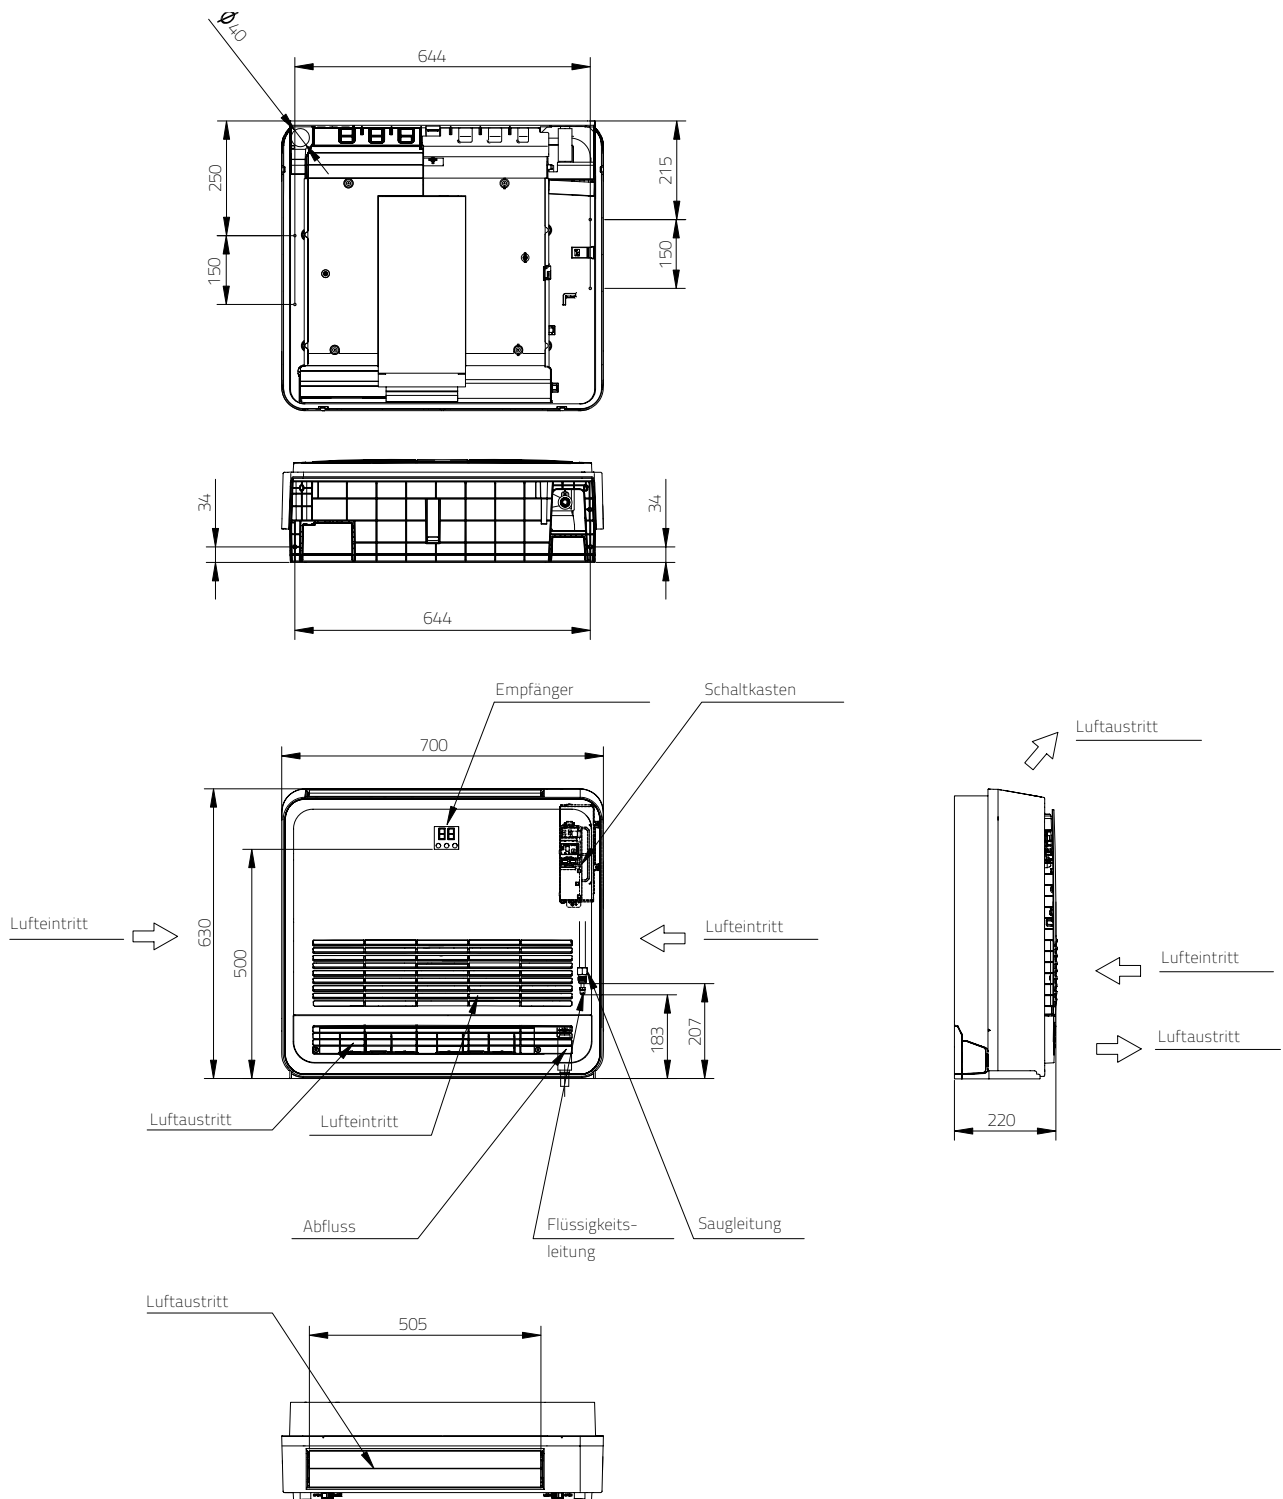 Ø40
644
250
215
150
150
34
34
644
Empfänger
Schaltkasten
Luftaustritt
700
Lufteintritt
630
500
Lufteintritt
Lufteintritt
183
207
Luftaustritt
Luftaustritt
Lufteintritt
220
Abfluss
Flüssigkeits-
leitung
Saugleitung
Luftaustritt
505